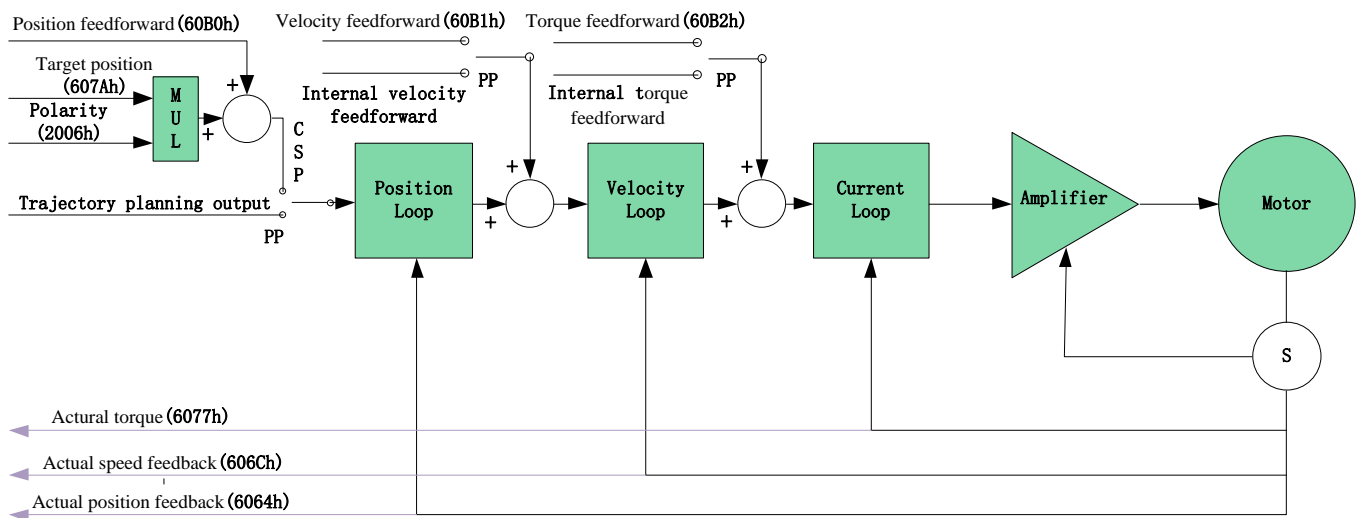 Position feedforward (60B0h)
Velocity feedforward (60B1h)
Torque feedforward (60B2h)
Target position
(607Ah)
Polarity
(2006h)
M
U
L
+
+
C
S
P
PP
PP
Internal velocity
feedforward
PP
Internal torque
feedforward
Trajectory planning output
Position
Loop
+
+
Velocity
Loop
+
+
Current
Loop
Amplifier
Motor
S
Actural torque (6077h)
Actual speed feedback (606Ch)
Actual position feedback (6064h)